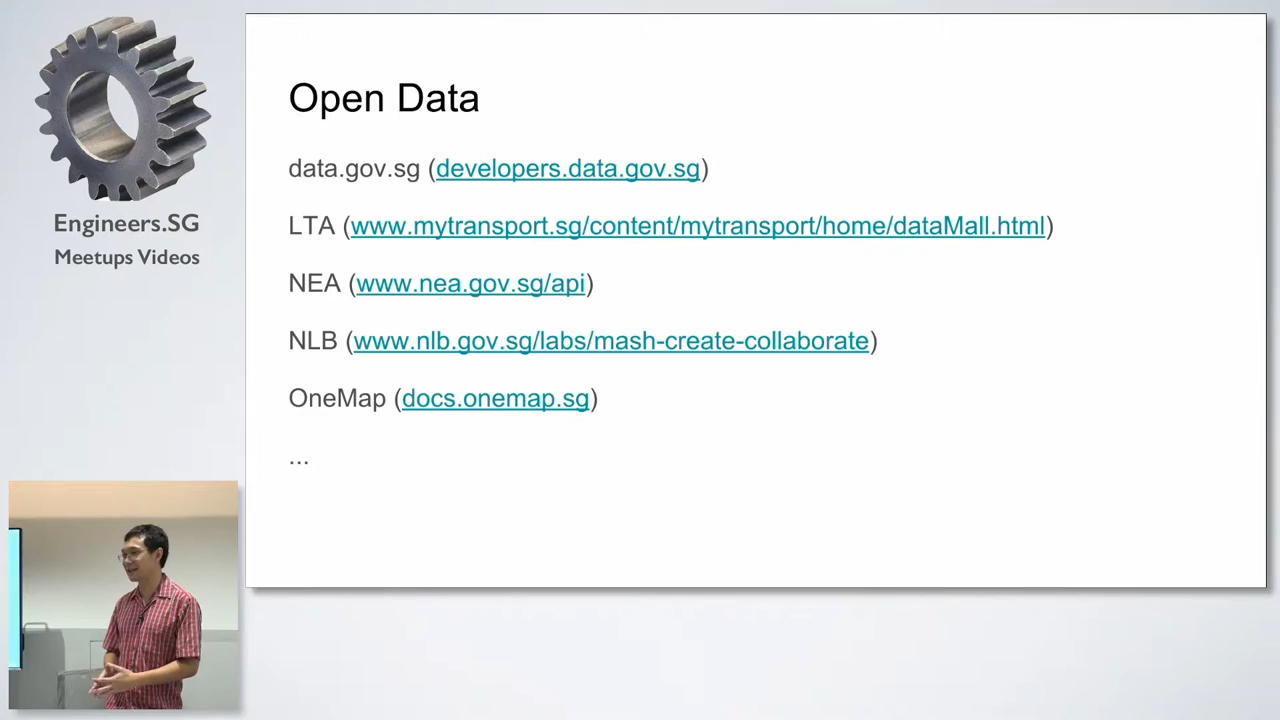 Engineers.SG
Meetups Videos
Open Data
data.gov.sg (developers.data.gov.sg)
LTA (www.mytransport.sg/content/mytransport/home/dataMall.html)
NEA (www.nea.gov.sg/api)
NLB (www.nlb.gov.sg/labs/mash-create-collaborate)
OneMap (docs.onemap.sg)
...